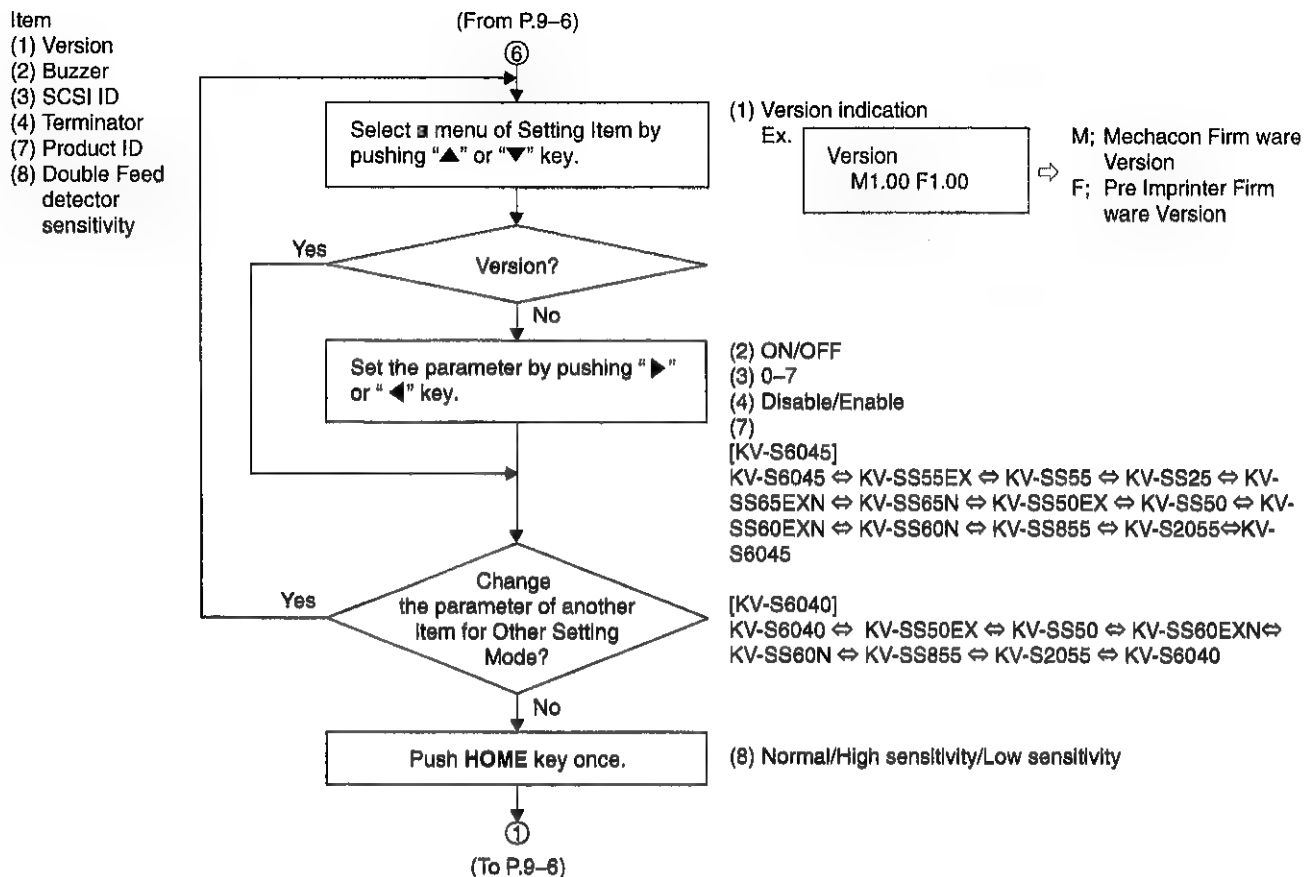 Item
(1) Version
(2) Buzzer
(3) SCSI ID
(4) Terminator
(7) Product ID
(8) Double Feed
detector
sensitivity
(From P.9–6)
6
Select a menu of Setting Item by
pushing "▲" or "▼" key.
(1) Version indication
Ex.
Version
M1.00 F1.00
⇨
M; Mechacon Firm ware
Version
F; Pre Imprinter Firm
ware Version
Yes
Version?
No
Set the parameter by pushing " ▶"
or " ◀" key.
(2) ON/OFF
(3) 0–7
(4) Disable/Enable
(7)
[KV-S6045]
KV-S6045 ⇔ KV-SS55EX ⇔ KV-SS55 ⇔ KV-SS25 ⇔ KV-
SS65EXN ⇔ KV-SS65N ⇔ KV-SS50EX ⇔ KV-SS50 ⇔ KV-
SS60EXN ⇔ KV-SS60N ⇔ KV-SS855 ⇔ KV-S2055⇔KV-
S6045
Yes
Change
the parameter of another
Item for Other Setting
Mode?
No
[KV-S6040]
KV-S6040 ⇔ KV-SS50EX ⇔ KV-SS50 ⇔ KV-SS60EXN⇔
KV-SS60N ⇔ KV-SS855 ⇔ KV-S2055 ⇔ KV-S6040
Push HOME key once.
(8) Normal/High sensitivity/Low sensitivity
1
(To P.9–6)